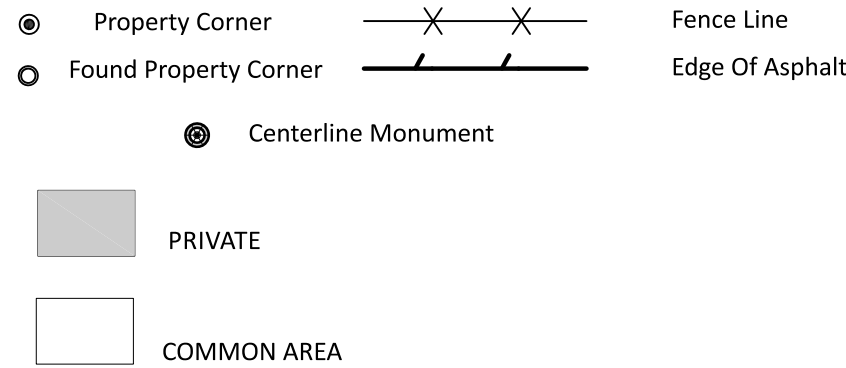 Property Corner
Fence Line
Found Property Corner
Edge Of Asphalt
Centerline Monument
PRIVATE
COMMON AREA